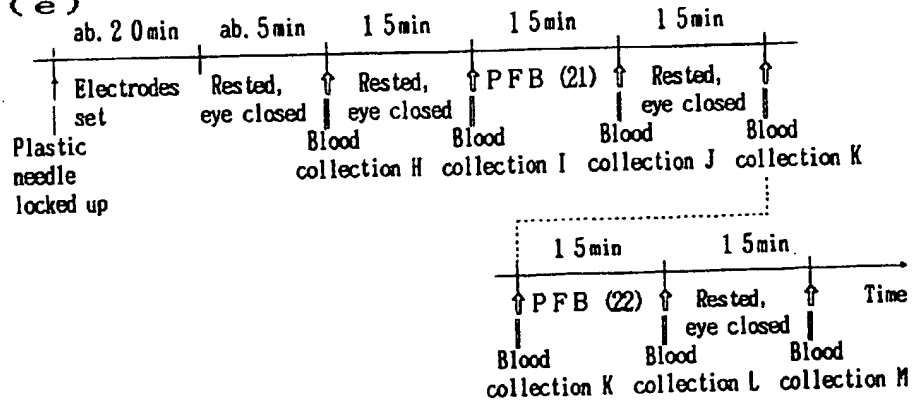 (e)
ab. 20min ab. 5min 15min 15min 15min
Electrodes Rested, Rested, PFB (21) Rested,
set eye closed eye closed eye closed
Plastic Blood Blood Blood Blood
needle collection H collection I collection J collection K
locked up
15min 15min
PFB (22) Rested, Time
eye closed
Blood Blood Blood
collection K collection L collection M